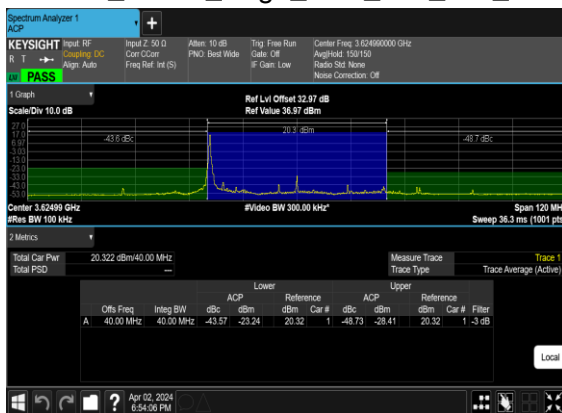 Spectrum Analyzer 1
ACP
KEYSIGHT Input: RF Input Z: 50 Ω Atten: 10 dB Trig: Free Run Center Freq: 3.624990000 GHz
R T Coupling: DC Corr CCorr PNO: Best Wide Gate: Off Avg|Hold: 150/150
Align: Auto Freq Ref: Int (S) IF Gain: Low Radio Std: None
PASS Noise Correction: Off
1 Graph Ref Lvl Offset 32.97 dB
Scale/Div 10.0 dB Ref Value 36.97 dBm
27.0
17.0 -43.6 dBc 20.3 dBm -48.7 dBc
6.97
-3.03
-13.0
-23.0
-33.0
-43.0
-53.0
Center 3.62499 GHz #Video BW 300.00 kHz* Span 120 MH
#Res BW 100 kHz Sweep 36.3 ms (1001 pts
2 Metrics
Total Car Pwr 20.322 dBm/40.00 MHz Measure Trace Trace 1
Total PSD --- Trace Type Trace Average (Active)
Lower Upper
ACP Reference ACP Reference
Offs Freq Integ BW dBc dBm dBm Car # dBc dBm dBm Car # Filter
A 40.00 MHz 40.00 MHz -43.57 -23.24 20.32 1 -48.73 -28.41 20.32 1 -3 dB
Local
Apr 02, 2024
6:54:06 PM